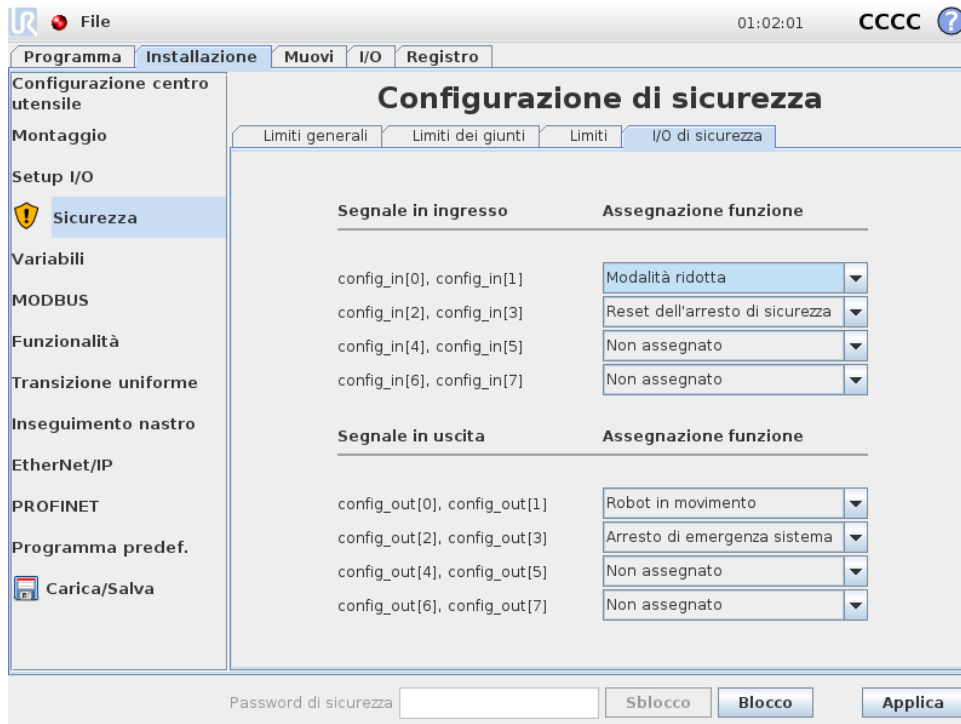 UR File 01:02:01 CCCC ?
Programma Installazione Muovi I/O Registro
Configurazione centro
utensile
Montaggio
Setup I/O
Sicurezza
Variabili
MODBUS
Funzionalità
Transizione uniforme
Inseguimento nastro
EtherNet/IP
PROFINET
Programma predef.
Carica/Salva
Configurazione di sicurezza
Limiti generali Limiti dei giunti Limiti I/O di sicurezza
Segnale in ingresso Assegnazione funzione
config_in[0], config_in[1] Modalità ridotta
config_in[2], config_in[3] Reset dell'arresto di sicurezza
config_in[4], config_in[5] Non assegnato
config_in[6], config_in[7] Non assegnato
Segnale in uscita Assegnazione funzione
config_out[0], config_out[1] Robot in movimento
config_out[2], config_out[3] Arresto di emergenza sistema
config_out[4], config_out[5] Non assegnato
config_out[6], config_out[7] Non assegnato
Password di sicurezza Sblocco Blocco Applica